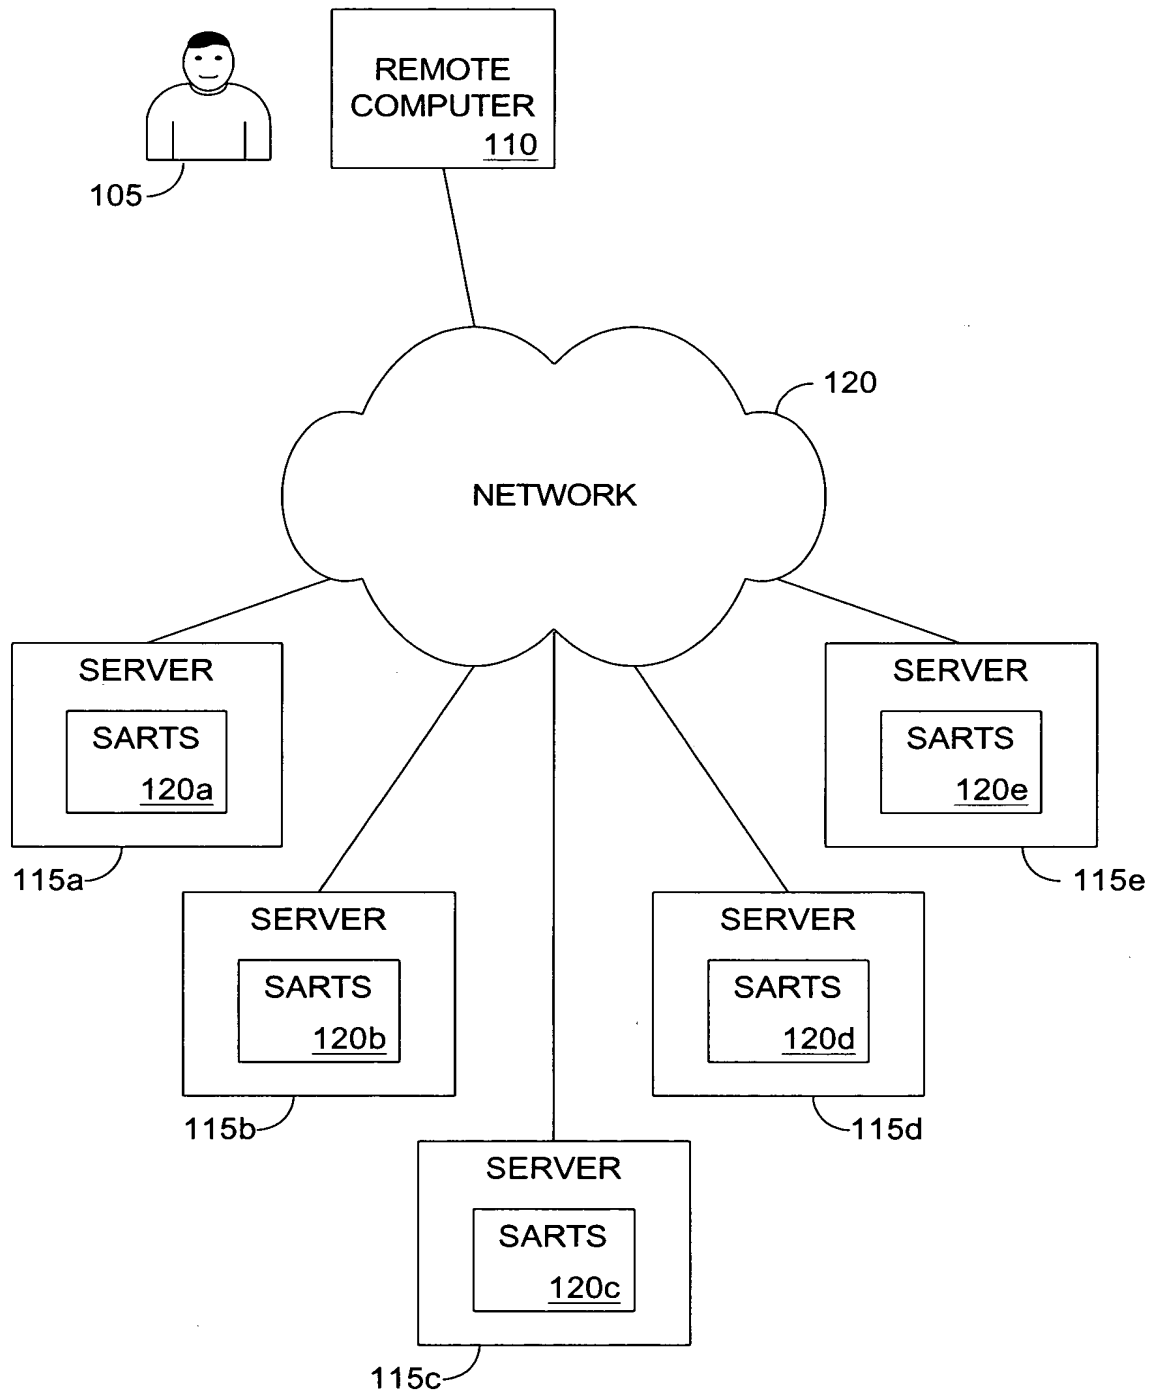 REMOTE
COMPUTER
110
105
120
NETWORK
SERVER
SARTS
120a
115a
SERVER
SARTS
120e
115e
SERVER
SARTS
120b
115b
SERVER
SARTS
120d
115d
SERVER
SARTS
120c
115c